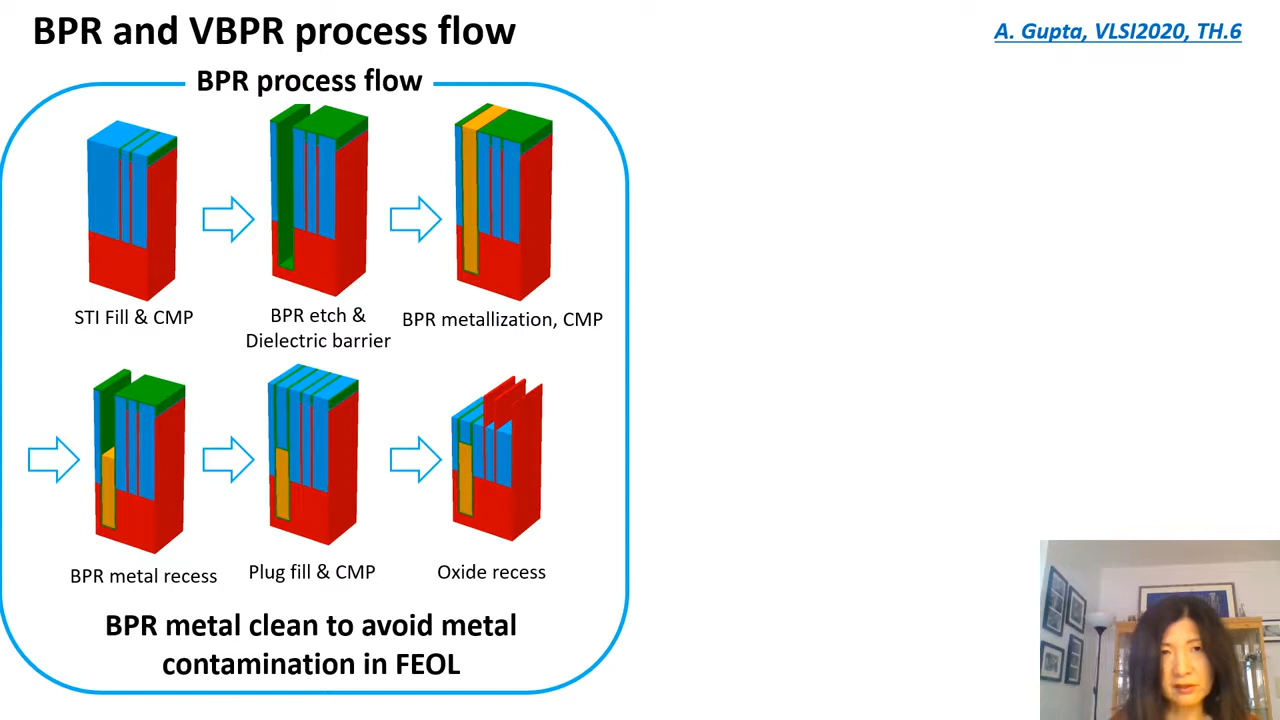 BPR and VBPR process flow
A. Gupta, VLSI2020, TH.6
BPR process flow
STI Fill & CMP
BPR etch &
Dielectric barrier
BPR metallization, CMP
BPR metal recess
Plug fill & CMP
Oxide recess
BPR metal clean to avoid metal
contamination in FEOL